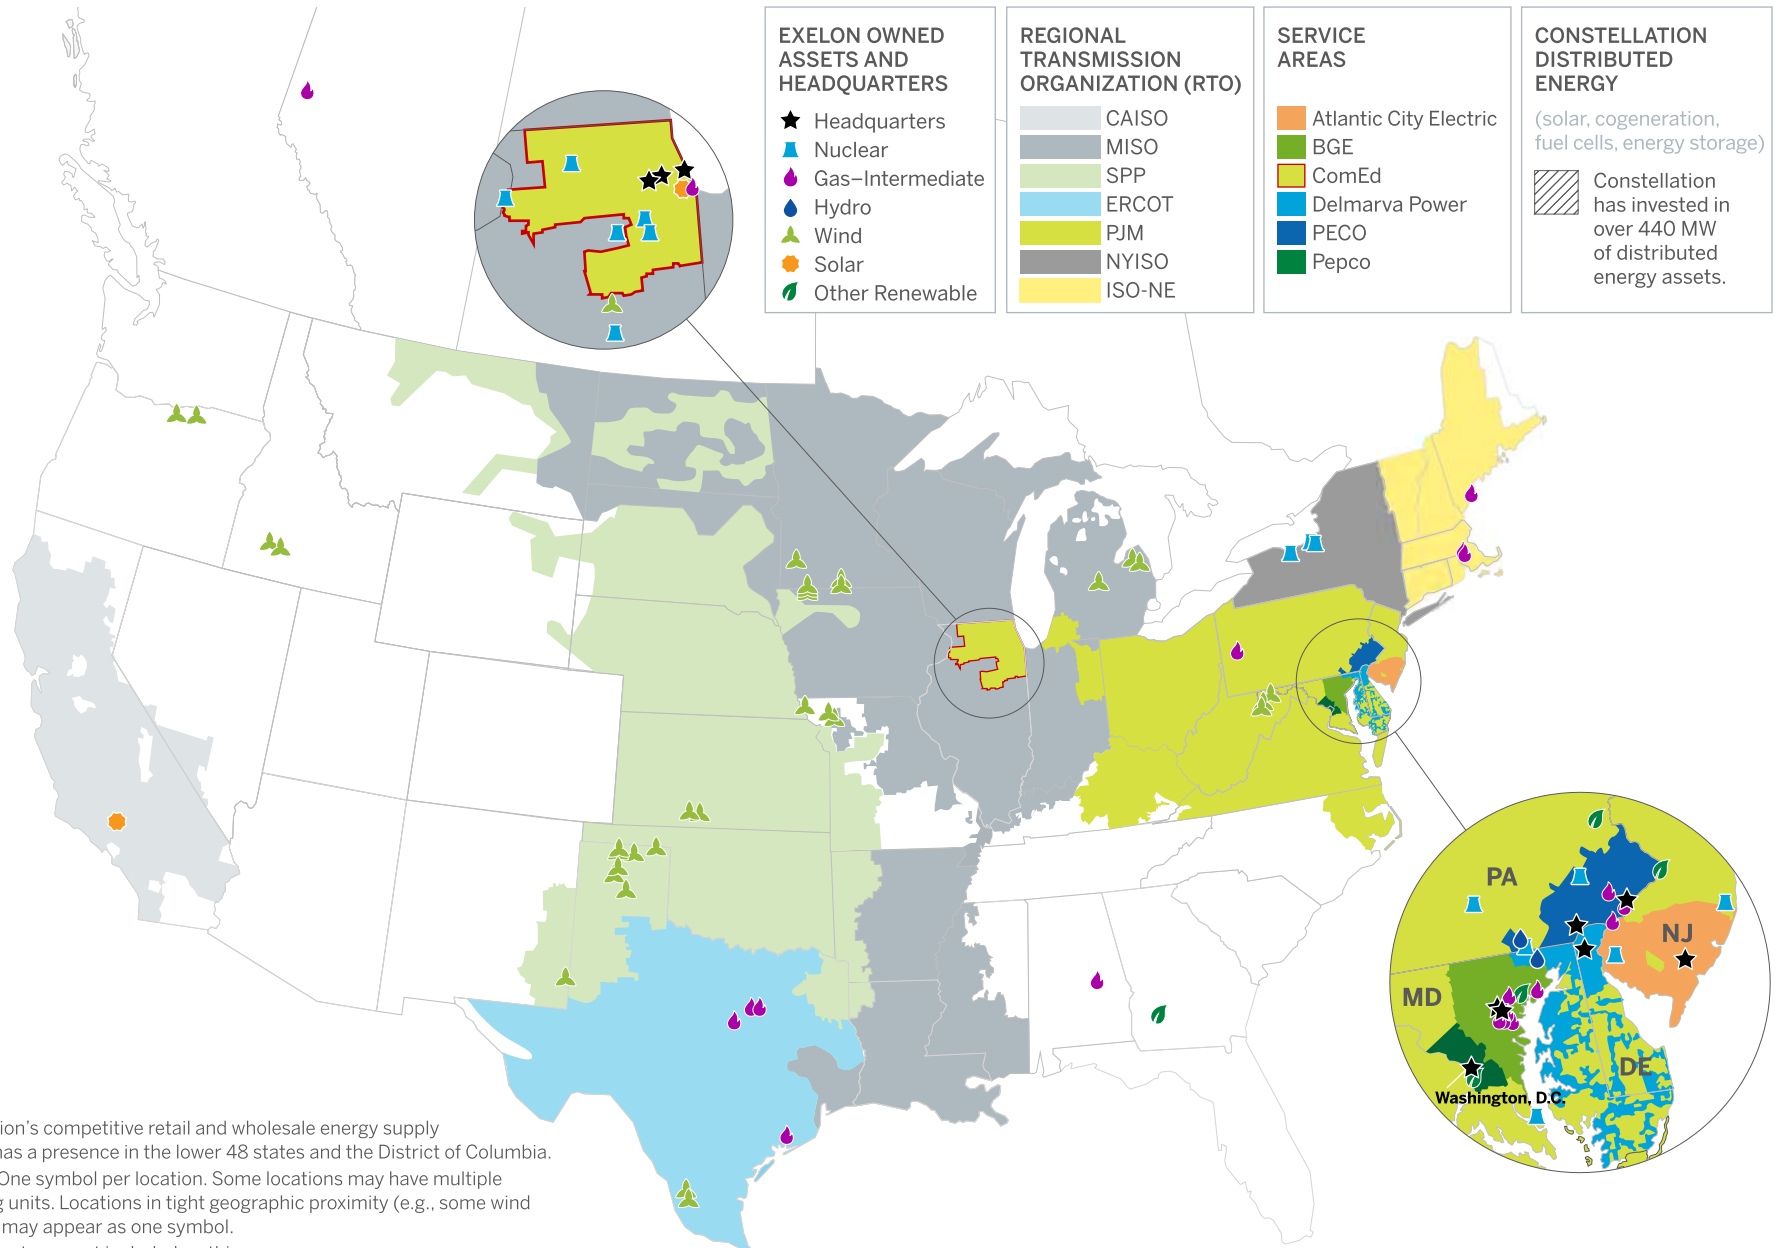 EXELON OWNED
ASSETS AND
HEADQUARTERS
Headquarters
Nuclear
Gas–Intermediate
Hydro
Wind
Solar
Other Renewable
REGIONAL
TRANSMISSION
ORGANIZATION (RTO)
CAISO
MISO
SPP
ERCOT
PJM
NYISO
ISO-NE
SERVICE
AREAS
Atlantic City Electric
BGE
ComEd
Delmarva Power
PECO
Pepco
CONSTELLATION
DISTRIBUTED
ENERGY
(solar, cogeneration,
fuel cells, energy storage)
Constellation
has invested in
over 440 MW
of distributed
energy assets.
PA
NJ
MD
DE
Washington, D.C.
ion’s competitive retail and wholesale energy supply
has a presence in the lower 48 states and the District of Columbia.
One symbol per location. Some locations may have multiple
g units. Locations in tight geographic proximity (e.g., some wind
may appear as one symbol.